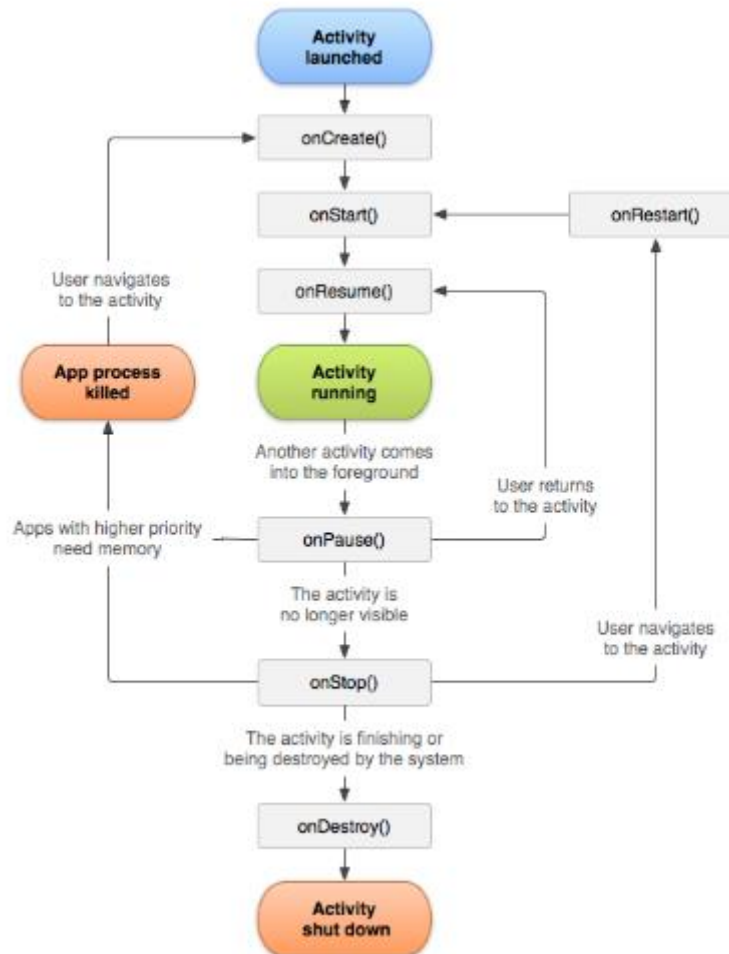 Activity
launched
onCreate()
onStart()
onRestart()
User navigates
to the activity
onResume()
App process
killed
Activity
running
Another activity comes
into the foreground
User returns
to the activity
Apps with higher priority
need memory
onPause()
The activity is
no longer visible
User navigates
to the activity
onStop()
The activity is finishing or
being destroyed by the system
onDestroy()
Activity
shut down